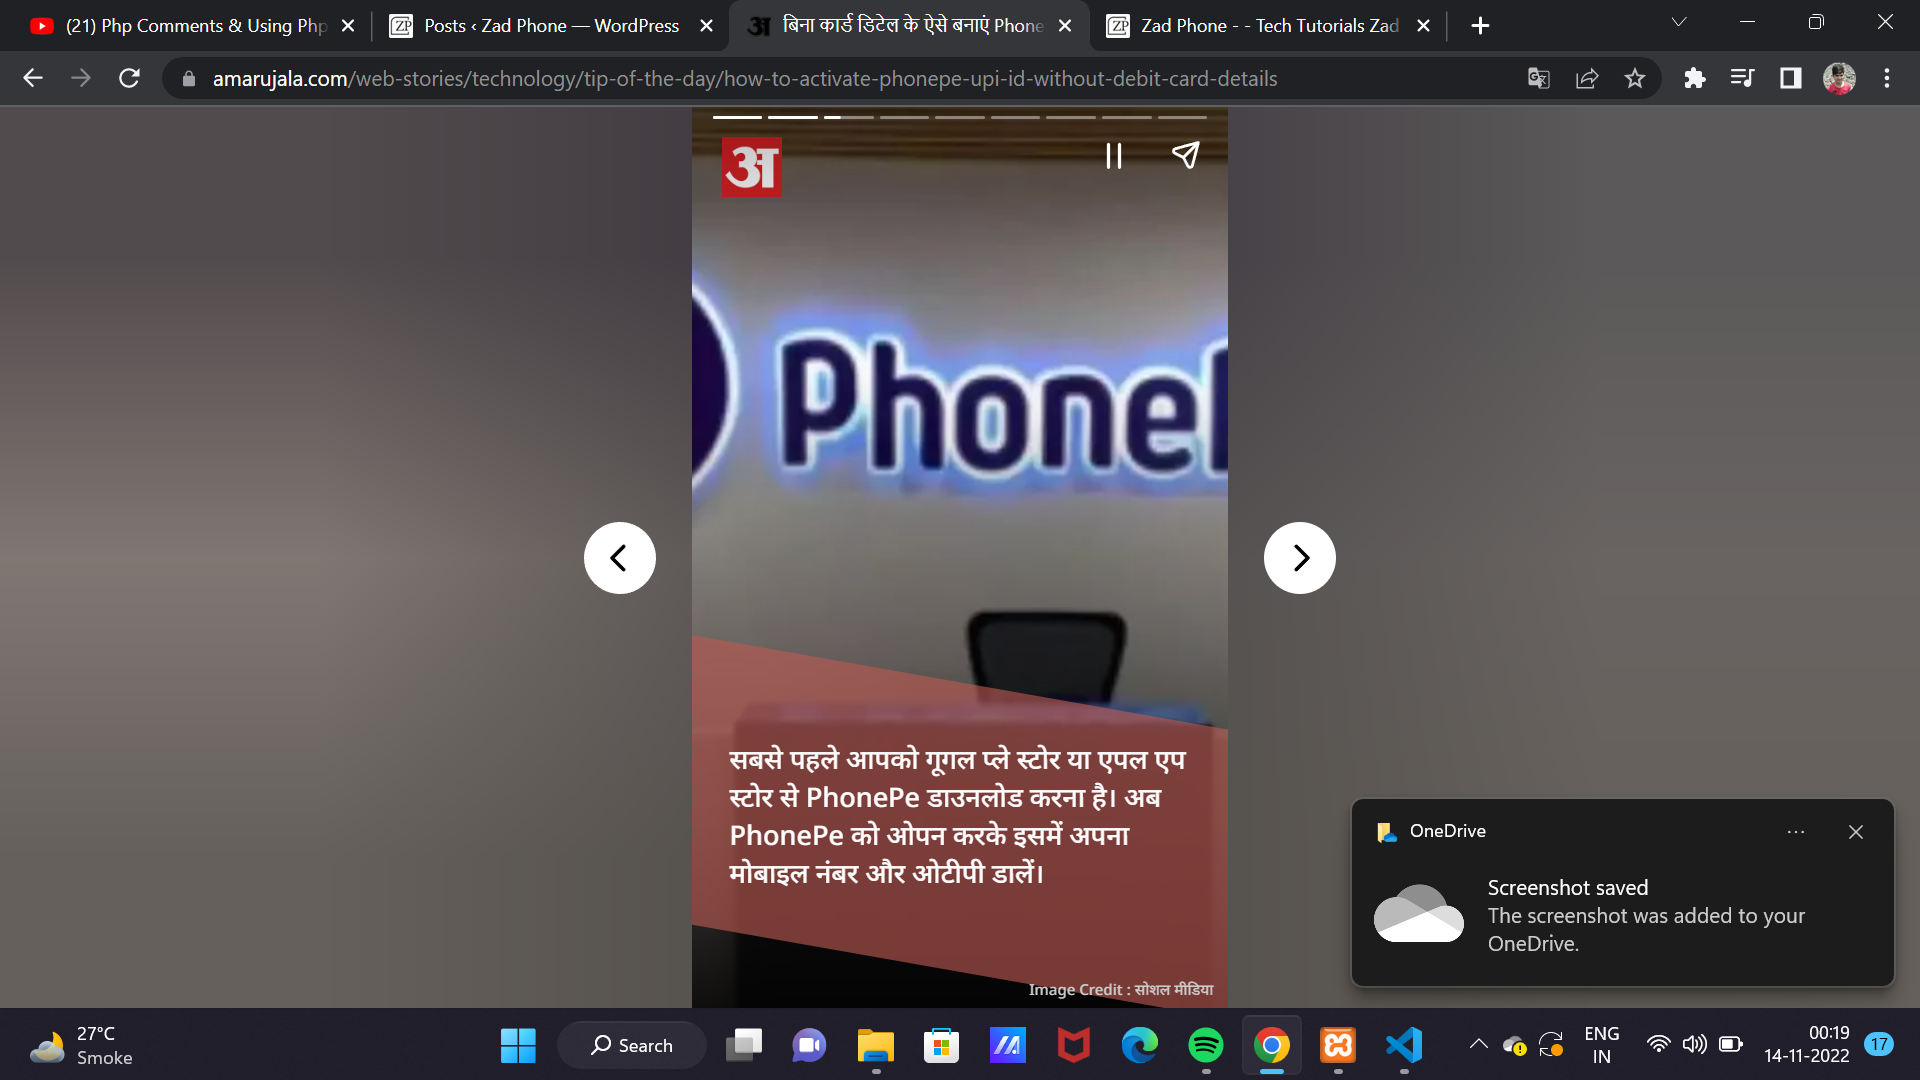 (21) Php Comments & Using Php
Posts ‹ Zad Phone — WordPress
बिना कार्ड डिटेल के ऐसे बनाएं Phone
Zad Phone - - Tech Tutorials Zad
amarujala.com/web-stories/technology/tip-of-the-day/how-to-activate-phonepe-upi-id-without-debit-card-details
अ
PhoneP
सबसे पहले आपको गूगल प्ले स्टोर या एपल एप
स्टोर से PhonePe डाउनलोड करना है। अब
PhonePe को ओपन करके इसमें अपना
मोबाइल नंबर और ओटीपी डालें।
Image Credit : सोशल मीडिया
OneDrive
Screenshot saved
The screenshot was added to your
OneDrive.
27°C
Smoke
Search
ENG
IN
00:19
14-11-2022
17